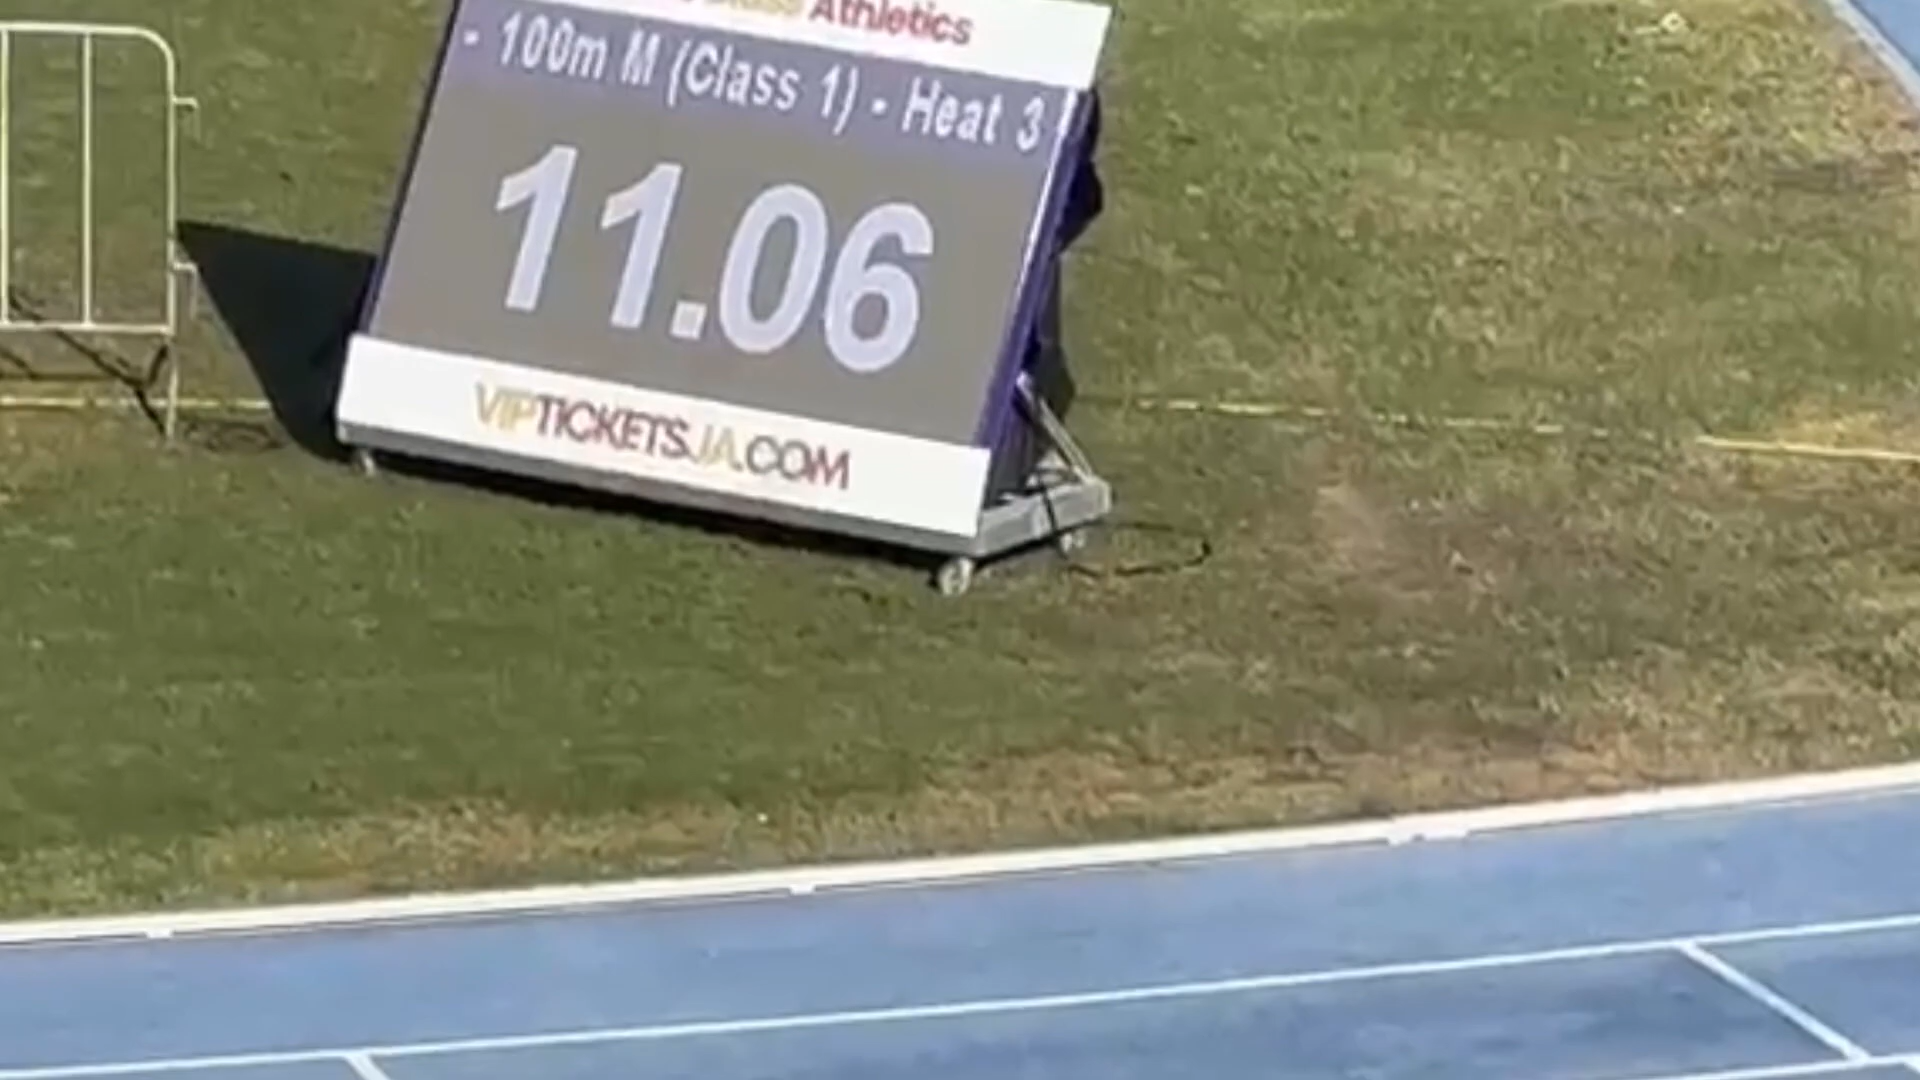 Athletics
- 100m M (Class 1) - Heat 3
11.06
VIPTICKETSJA.COM